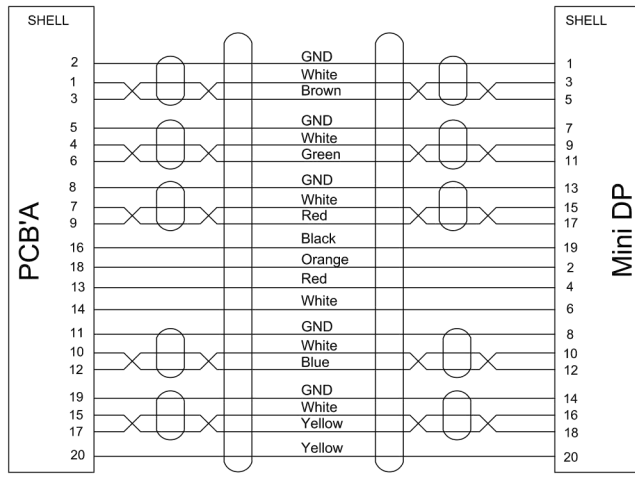 SHELL SHELL
2 GND 1
1 White 3
3 Brown 5
5 GND 7
4 White 9
6 Green 11
8 GND 13
7 White 15
9 Red 17
16 Black 19
18 Orange 2
13 Red 4
14 White 6
11 GND 8
10 White 10
12 Blue 12
19 GND 14
15 White 16
17 Yellow 18
20 Yellow 20
PCB'A
Mini DP